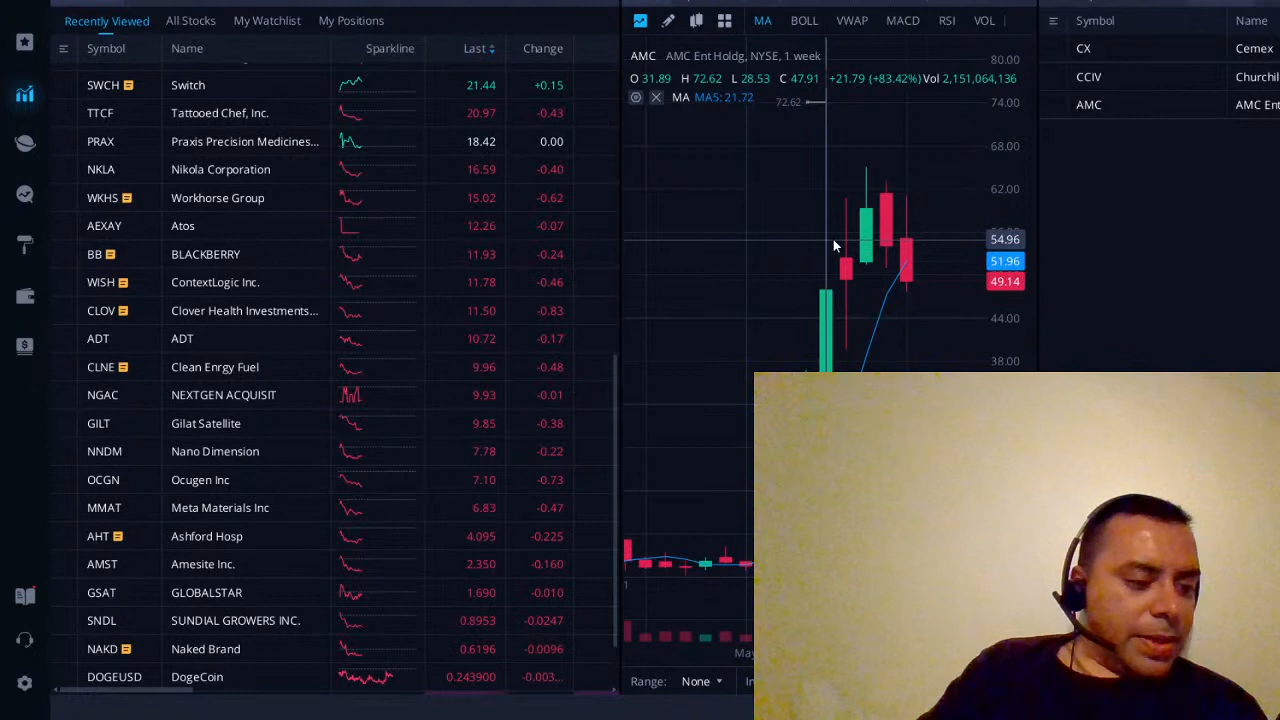 Recently Viewed All Stocks My Watchlist My Positions
Symbol Name Sparkline Last Change
SWCH Switch 21.44 +0.15
TTCF Tattooed Chef, Inc. 20.97 -0.43
PRAX Praxis Precision Medicines... 18.42 0.00
NKLA Nikola Corporation 16.59 -0.40
WKHS Workhorse Group 15.02 -0.62
AEXAY Atos 12.26 -0.07
BB BLACKBERRY 11.93 -0.24
WISH ContextLogic Inc. 11.78 -0.46
CLOV Clover Health Investments... 11.50 -0.83
ADT ADT 10.72 -0.17
CLNE Clean Enrgy Fuel 9.96 -0.48
NGAC NEXTGEN ACQUISIT 9.93 -0.01
GILT Gilat Satellite 9.85 -0.38
NNDM Nano Dimension 7.78 -0.22
OCGN Ocugen Inc 7.10 -0.73
MMAT Meta Materials Inc 6.83 -0.47
AHT Ashford Hosp 4.095 -0.225
AMST Amesite Inc. 2.350 -0.160
GSAT GLOBALSTAR 1.690 -0.010
SNDL SUNDIAL GROWERS INC. 0.8953 -0.0247
NAKD Naked Brand 0.6196 -0.0096
DOGEUSD DogeCoin 0.243900 -0.003...
MA BOLL VWAP MACD RSI VOL
AMC AMC Ent Holdg, NYSE, 1 week
O 31.89 H 72.62 L 28.53 C 47.91 +21.79 (+83.42%) Vol 2,151,064,136
MA MA5: 21.72
72.62
80.00
74.00
68.00
62.00
54.96
51.96
49.14
44.00
38.00
1
May
Range: None
Symbol Name
CX Cemex
CCIV Churchil
AMC AMC Ent